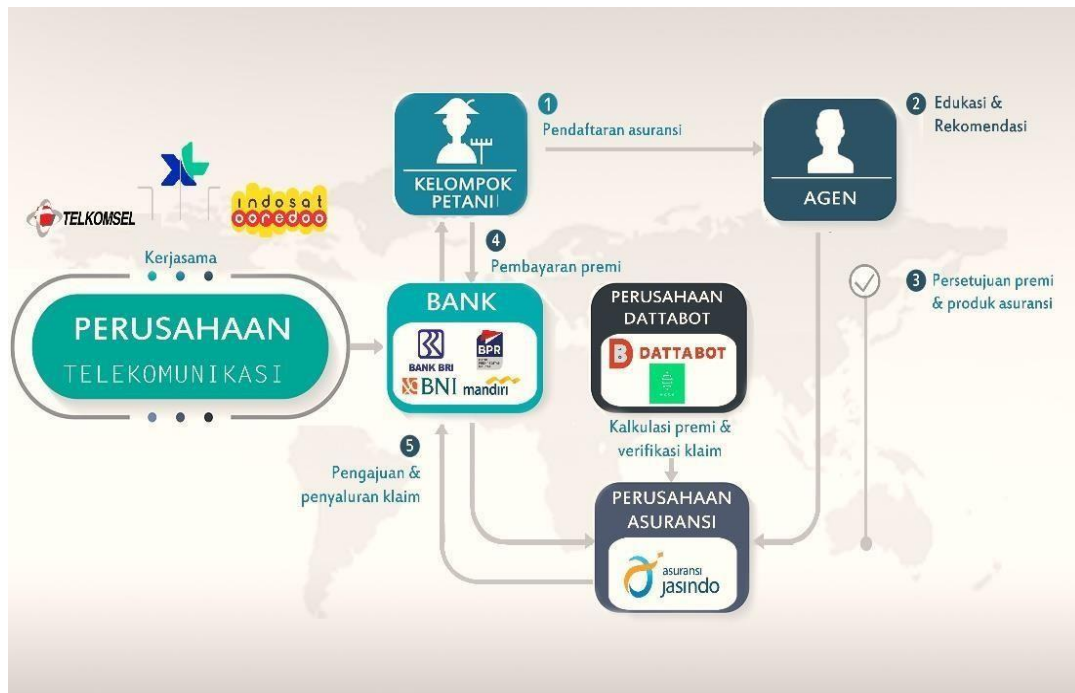 1
Pendaftaran asuransi
2
Edukasi &
Rekomendasi
KELOMPOK
PETANI
AGEN
TELKOMSEL
indosat
ooredoo
Kerjasama
PERUSAHAAN
TELEKOMUNIKASI
4
Pembayaran premi
3
Persetujuan premi
& produk asuransi
BANK
BANK BRI
BPR
BNI
mandiri
PERUSAHAAN
DATTABOT
DATTABOT
Kalkulasi premi &
verifikasi klaim
5
Pengajuan &
penyaluran klaim
PERUSAHAAN
ASURANSI
asuransi
jasindo